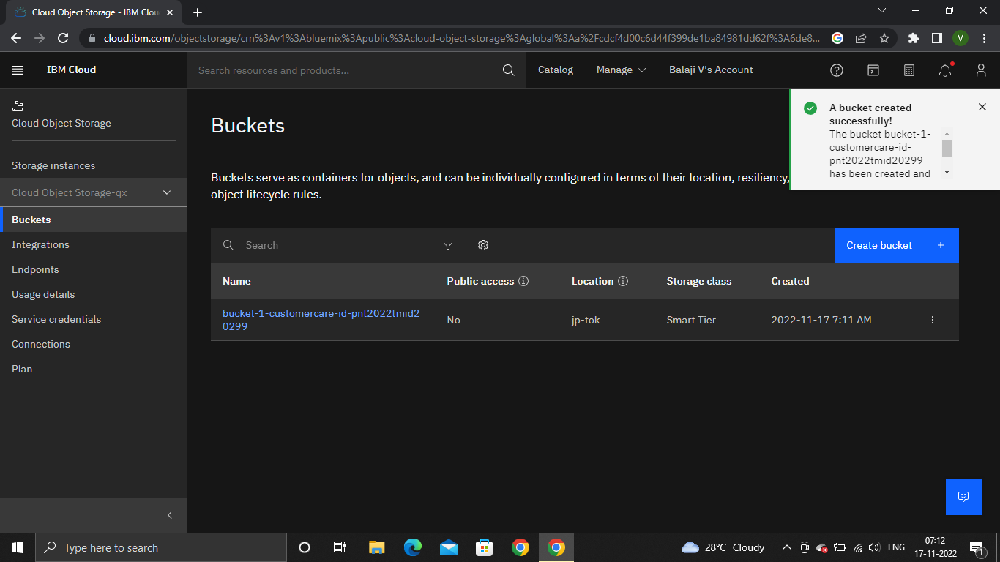 Cloud Object Storage - IBM Clou
cloud.ibm.com/objectstorage/crn%3Av1%3Abluemix%3Apublic%3Acloud-object-storage%3Aglobal%3Aa%2Fcdcf4d00c6d44f399de1ba84981dd62f%3A6de8...
V
IBM Cloud
Search resources and products...
Catalog
Manage
Balaji V's Account
Cloud Object Storage
Storage instances
Cloud Object Storage-qx
Buckets
Integrations
Endpoints
Usage details
Service credentials
Connections
Plan
Buckets
Buckets serve as containers for objects, and can be individually configured in terms of their location, resiliency,
object lifecycle rules.
A bucket created
successfully!
The bucket bucket-1-
customercare-id-
pnt2022tmid20299
has been created and
Search
Create bucket +
Name Public access Location Storage class Created
bucket-1-customercare-id-pnt2022tmid2
0299
No jp-tok Smart Tier 2022-11-17 7:11 AM
Type here to search
28°C Cloudy
ENG
07:12
17-11-2022
1